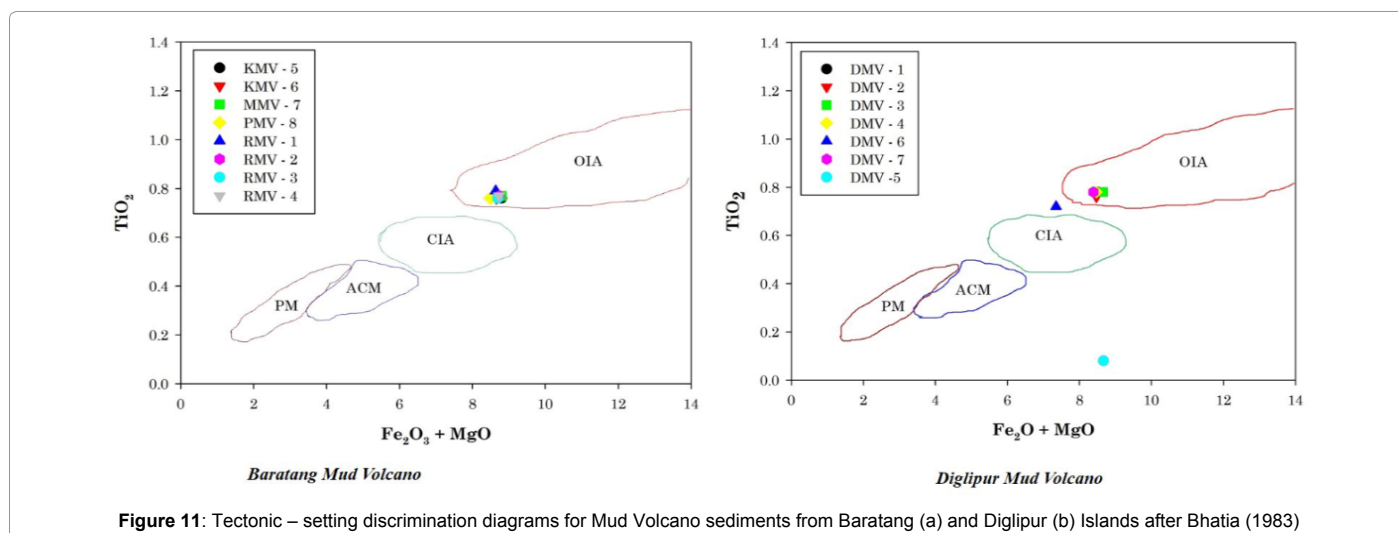 1.4
1.2
1.0
0.8
0.6
0.4
0.2
0.0
TiO₂
KMV - 5
KMV - 6
MMV - 7
PMV - 8
RMV - 1
RMV - 2
RMV - 3
RMV - 4
OIA
CIA
ACM
PM
0 2 4 6 8 10 12 14
Fe₂O₃ + MgO
Baratang Mud Volcano
1.4
1.2
1.0
0.8
0.6
0.4
0.2
0.0
TiO₂
DMV - 1
DMV - 2
DMV - 3
DMV - 4
DMV - 6
DMV - 7
DMV - 5
OIA
CIA
ACM
PM
0 2 4 6 8 10 12 14
Fe₂O + MgO
Diglipur Mud Volcano
Figure 11: Tectonic – setting discrimination diagrams for Mud Volcano sediments from Baratang (a) and Diglipur (b) Islands after Bhatia (1983)